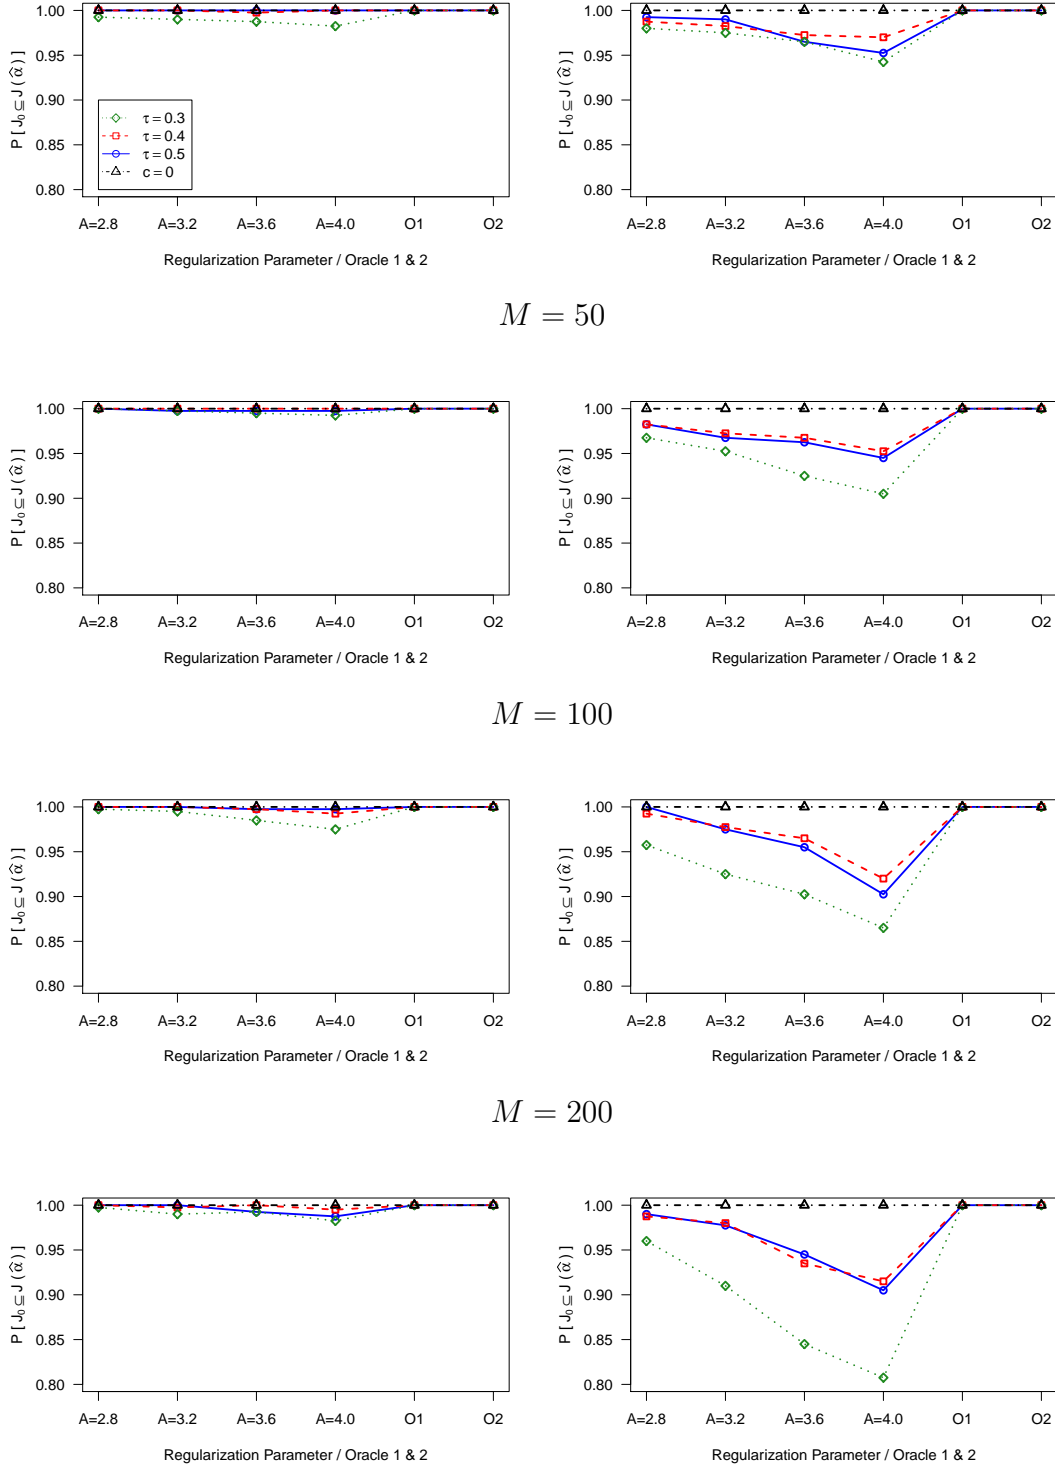 1.00
0.95
0.90
0.85
0.80
P [ J₀ ⊆ J ( α̂ ) ]
τ = 0.3
τ = 0.4
τ = 0.5
c = 0
A=2.8 A=3.2 A=3.6 A=4.0 O1 O2
Regularization Parameter / Oracle 1 & 2
1.00
0.95
0.90
0.85
0.80
P [ J₀ ⊆ J ( α̂ ) ]
A=2.8 A=3.2 A=3.6 A=4.0 O1 O2
Regularization Parameter / Oracle 1 & 2
M = 50
1.00
0.95
0.90
0.85
0.80
P [ J₀ ⊆ J ( α̂ ) ]
A=2.8 A=3.2 A=3.6 A=4.0 O1 O2
Regularization Parameter / Oracle 1 & 2
1.00
0.95
0.90
0.85
0.80
P [ J₀ ⊆ J ( α̂ ) ]
A=2.8 A=3.2 A=3.6 A=4.0 O1 O2
Regularization Parameter / Oracle 1 & 2
M = 100
1.00
0.95
0.90
0.85
0.80
P [ J₀ ⊆ J ( α̂ ) ]
A=2.8 A=3.2 A=3.6 A=4.0 O1 O2
Regularization Parameter / Oracle 1 & 2
1.00
0.95
0.90
0.85
0.80
P [ J₀ ⊆ J ( α̂ ) ]
A=2.8 A=3.2 A=3.6 A=4.0 O1 O2
Regularization Parameter / Oracle 1 & 2
M = 200
1.00
0.95
0.90
0.85
0.80
P [ J₀ ⊆ J ( α̂ ) ]
A=2.8 A=3.2 A=3.6 A=4.0 O1 O2
Regularization Parameter / Oracle 1 & 2
1.00
0.95
0.90
0.85
0.80
P [ J₀ ⊆ J ( α̂ ) ]
A=2.8 A=3.2 A=3.6 A=4.0 O1 O2
Regularization Parameter / Oracle 1 & 2